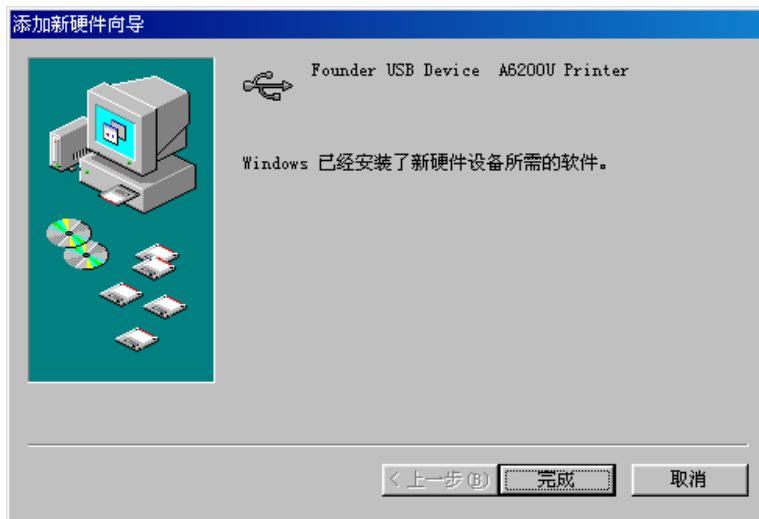 添加新硬件向导
Founder USB Device  A6200U Printer
Windows 已经安装了新硬件设备所需的软件。
< 上一步(B)
完成
取消